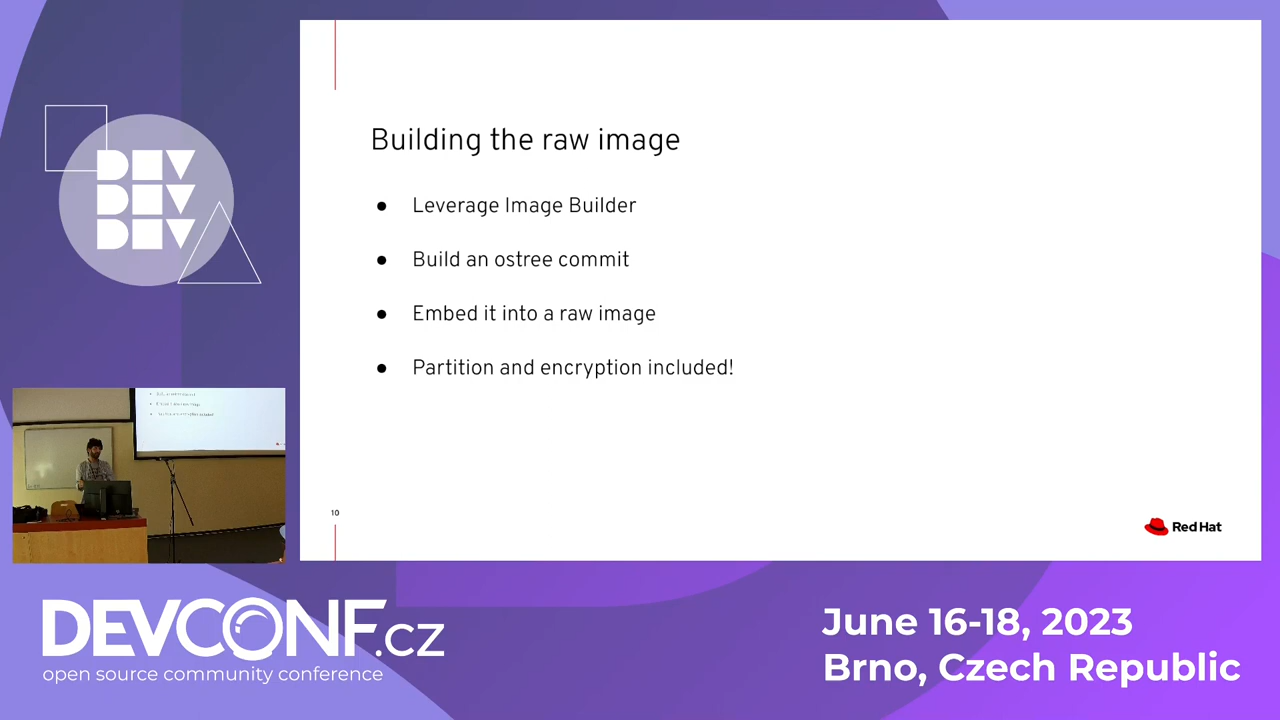 DEV
DEV
DEV
Building the raw image
● Leverage Image Builder
● Build an ostree commit
● Embed it into a raw image
● Partition and encryption included!
10
Red Hat
DEVCONF.CZ
open source community conference
June 16-18, 2023
Brno, Czech Republic